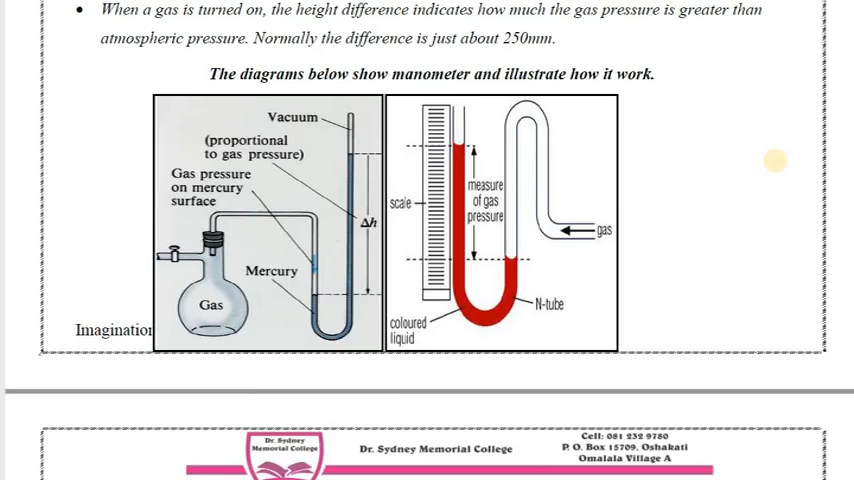 When a gas is turned on, the height difference indicates how much the gas pressure is greater than
atmospheric pressure. Normally the difference is just about 250mm.
The diagrams below show manometer and illustrate how it work.
Vacuum
(proportional
to gas pressure)
Gas pressure
on mercury
surface
Δh
Mercury
Gas
scale
measure
of gas
pressure
gas
N-tube
coloured
liquid
Imagination
Dr. Sydney
Memorial College
Dr. Sydney Memorial College
Cell: 081 232 9780
P. O. Box 15709, Oshakati
Omalala Village A